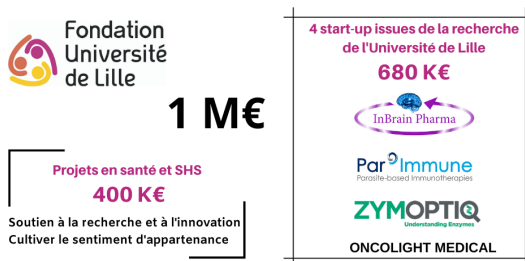 Fondation
Université
de Lille
1 M€
Projets en santé et SHS
400 K€
Soutien à la recherche et à l'innovation
Cultiver le sentiment d'appartenance
4 start-up issues de la recherche
de l'Université de Lille
680 K€
InBrain Pharma
Par Immune
Parasite-based Immunotherapies
ZYMOPTIQ
Understanding Enzymes
ONCOLIGHT MEDICAL